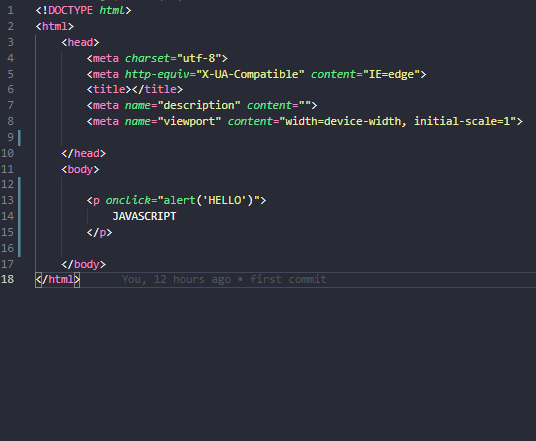 1 <!DOCTYPE html>
2 <html>
3 <head>
4 <meta charset="utf-8">
5 <meta http-equiv="X-UA-Compatible" content="IE=edge">
6 <title></title>
7 <meta name="description" content="">
8 <meta name="viewport" content="width=device-width, initial-scale=1">
9
10 </head>
11 <body>
12
13 <p onclick="alert('HELLO')">
14 JAVASCRIPT
15 </p>
16
17 </body>
18 </html> You, 12 hours ago • first commit